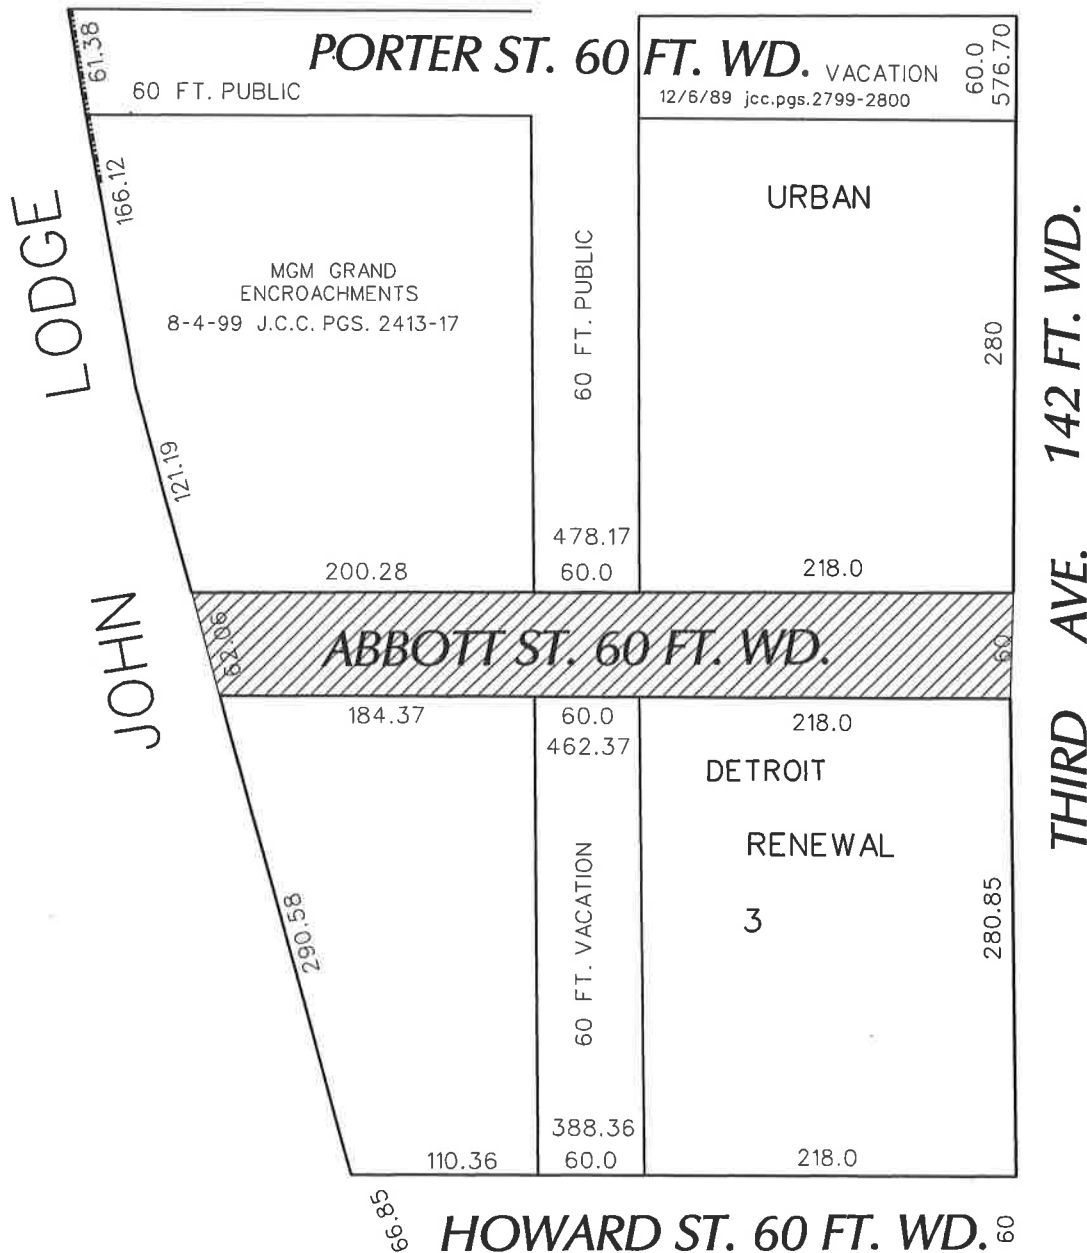 61.38
PORTER ST. 60 FT. WD.
VACATION
12/6/89 jcc.pgs.2799-2800
60.0
576.70
60 FT. PUBLIC
166.12
URBAN
LODGE
MGM GRAND
ENCROACHMENTS
8-4-99 J.C.C. PGS. 2413-17
60 FT. PUBLIC
280
142 FT. WD.
121.19
478.17
200.28
60.0
218.0
JOHN
62.06
ABBOTT ST. 60 FT. WD.
60
AVE.
184.37
60.0
218.0
462.37
DETROIT
THIRD
RENEWAL
3
290.58
60 FT. VACATION
280.85
388.36
110.36
60.0
218.0
66.85
HOWARD ST. 60 FT. WD.
60